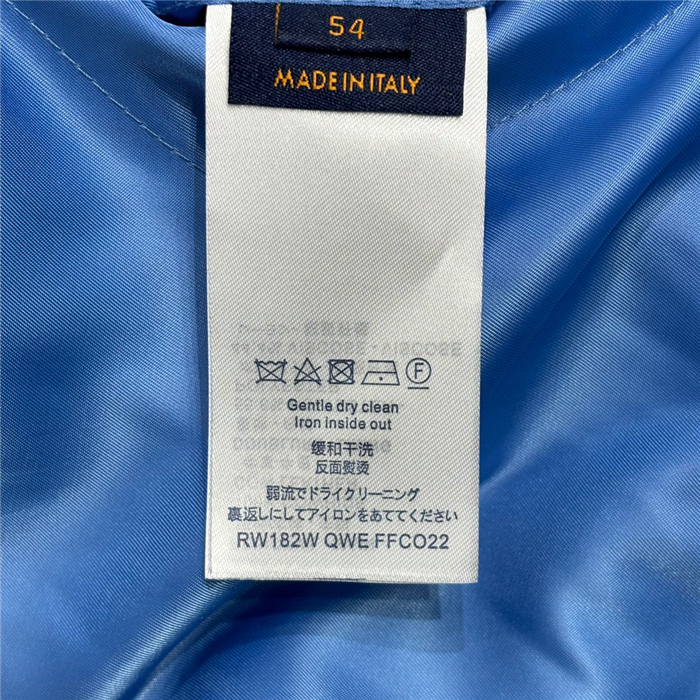 54
MADE IN ITALY
F
Gentle dry clean
Iron inside out
缓和干洗
反面熨烫
弱流でドライクリーニング
裏返しにしてアイロンをあててください
RW182W QWE FFCO22